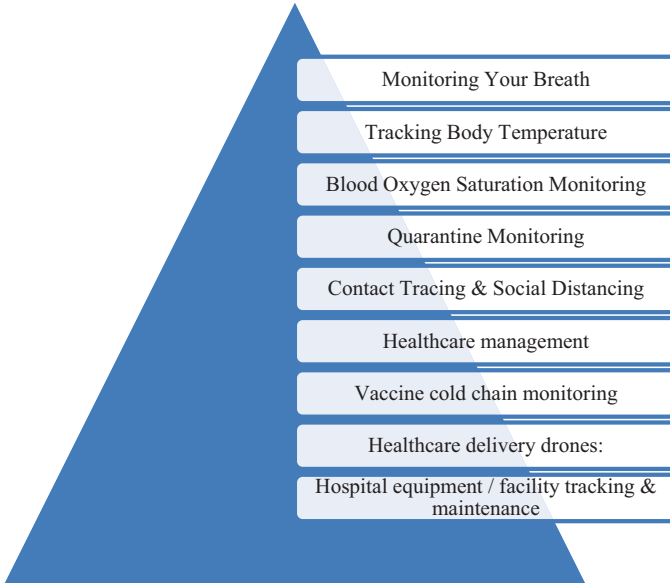 Monitoring Your Breath
Tracking Body Temperature
Blood Oxygen Saturation Monitoring
Quarantine Monitoring
Contact Tracing & Social Distancing
Healthcare management
Vaccine cold chain monitoring
Healthcare delivery drones:
Hospital equipment / facility tracking &
maintenance